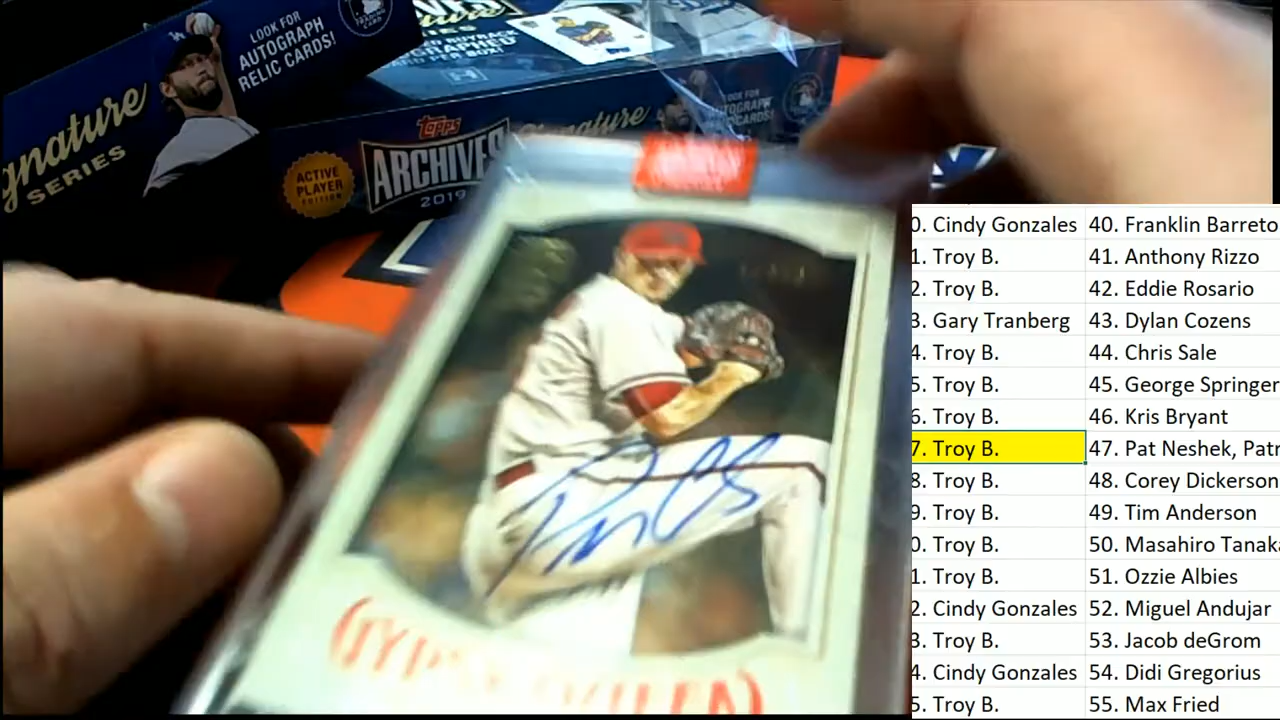 LOOK FOR
AUTOGRAPH
RELIC CARDS!
Signature
SERIES
ACTIVE
PLAYER
EDITION
Topps
ARCHIVES
2019
Signature
LOOK FOR
0. Cindy Gonzales 40. Franklin Barreto
1. Troy B. 41. Anthony Rizzo
2. Troy B. 42. Eddie Rosario
3. Gary Tranberg 43. Dylan Cozens
4. Troy B. 44. Chris Sale
5. Troy B. 45. George Springer
6. Troy B. 46. Kris Bryant
7. Troy B. 47. Pat Neshek, Patr
8. Troy B. 48. Corey Dickerson
9. Troy B. 49. Tim Anderson
0. Troy B. 50. Masahiro Tanak
1. Troy B. 51. Ozzie Albies
2. Cindy Gonzales 52. Miguel Andujar
3. Troy B. 53. Jacob deGrom
4. Cindy Gonzales 54. Didi Gregorius
5. Troy B. 55. Max Fried